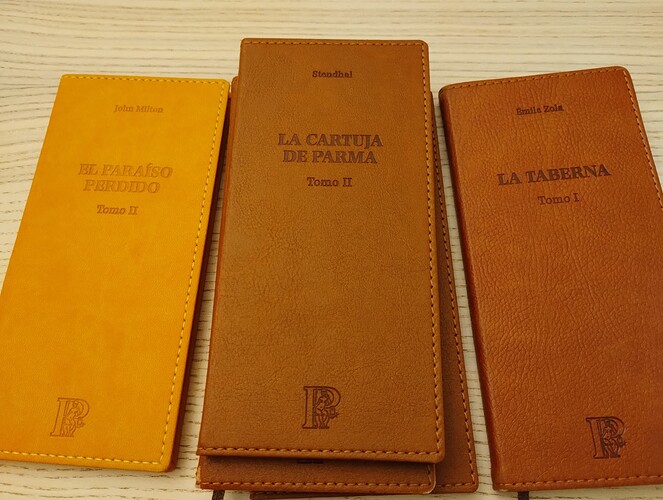 John Milton
EL PARAÍSO
PERDIDO
Tomo II
P
Stendhal
LA CARTUJA
DE PARMA
Tomo II
P
Émile Zola
LA TABERNA
Tomo I
P